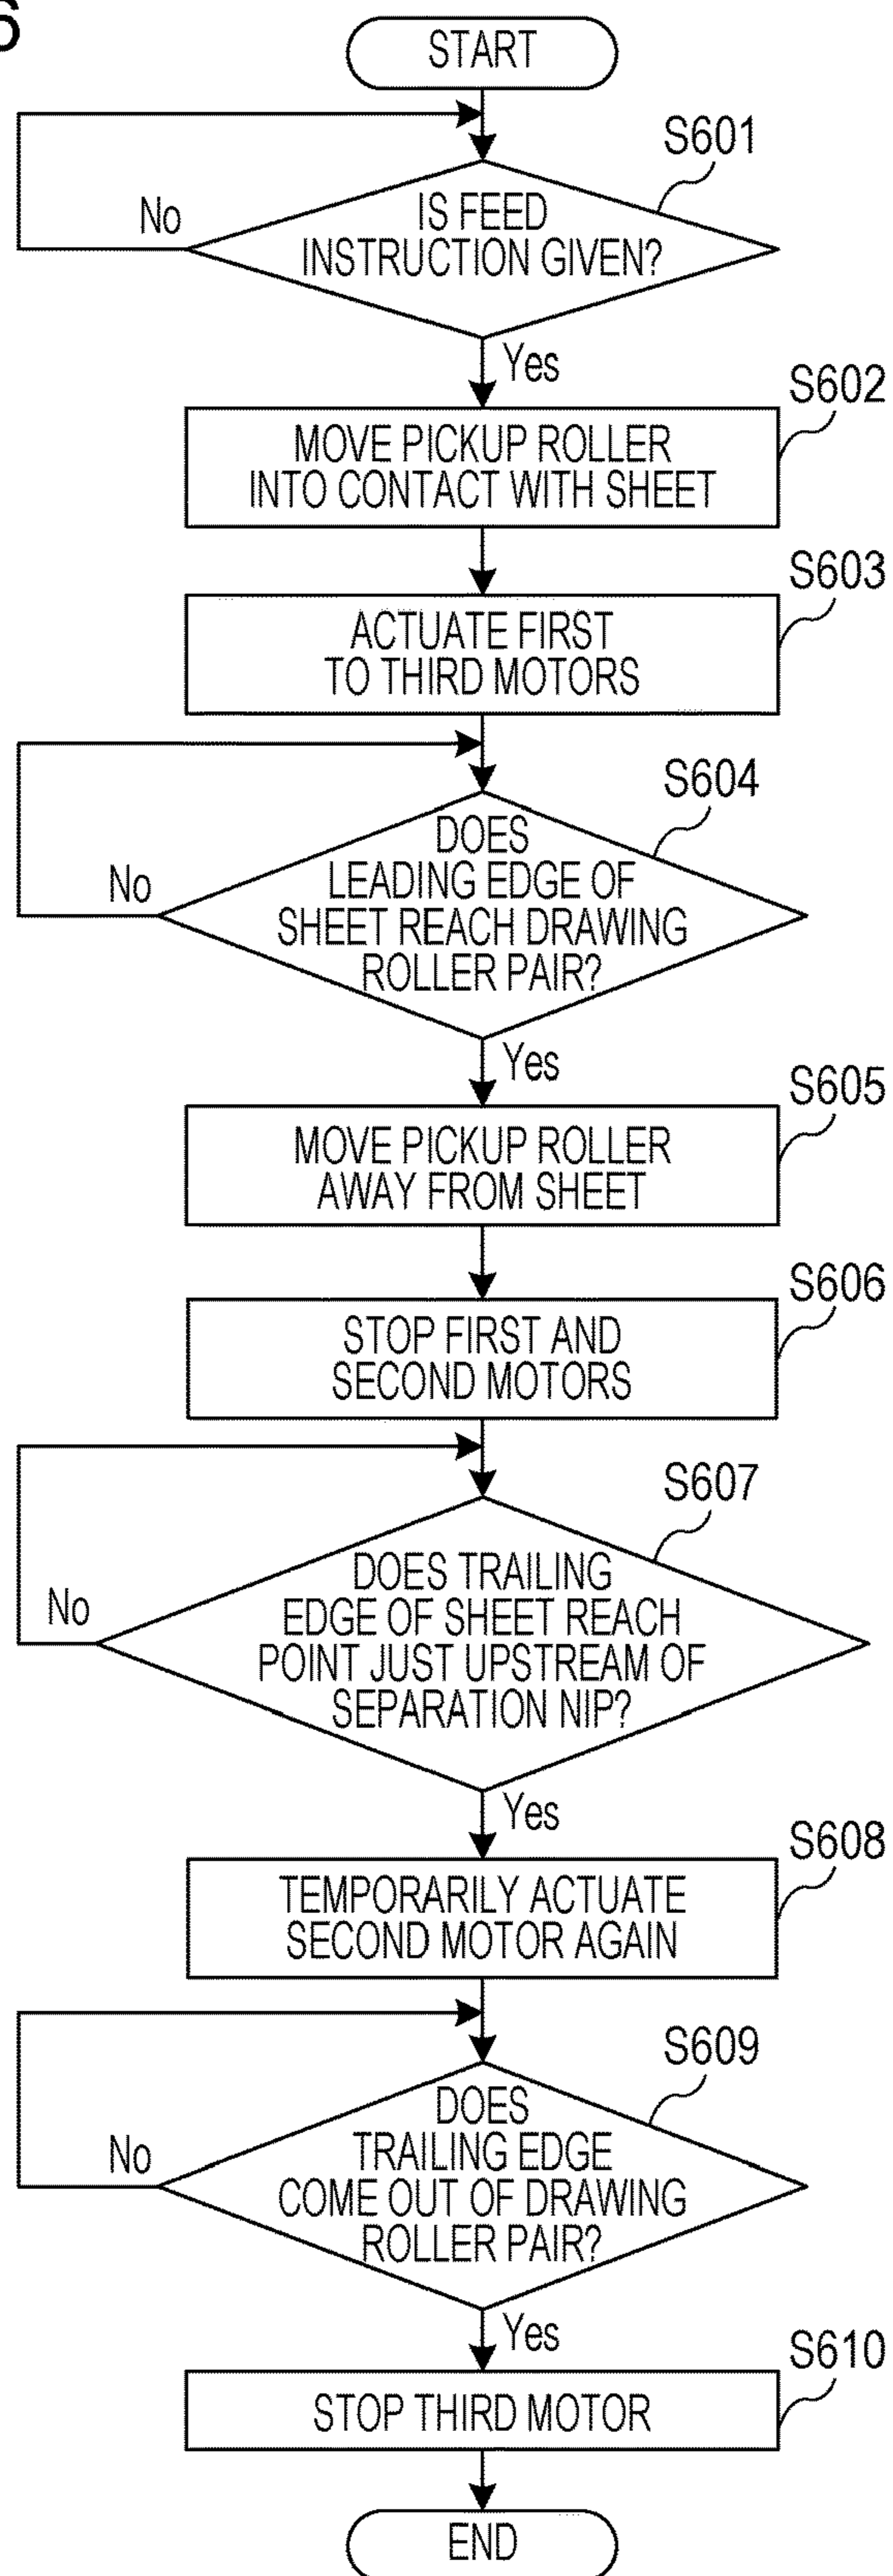 6
START
S601
No
IS FEED
INSTRUCTION GIVEN?
Yes
S602
MOVE PICKUP ROLLER
INTO CONTACT WITH SHEET
S603
ACTUATE FIRST
TO THIRD MOTORS
S604
No
DOES
LEADING EDGE OF
SHEET REACH DRAWING
ROLLER PAIR?
Yes
S605
MOVE PICKUP ROLLER
AWAY FROM SHEET
S606
STOP FIRST AND
SECOND MOTORS
S607
No
DOES TRAILING
EDGE OF SHEET REACH
POINT JUST UPSTREAM OF
SEPARATION NIP?
Yes
S608
TEMPORARILY ACTUATE
SECOND MOTOR AGAIN
S609
No
DOES
TRAILING EDGE
COME OUT OF DRAWING
ROLLER PAIR?
Yes
S610
STOP THIRD MOTOR
END